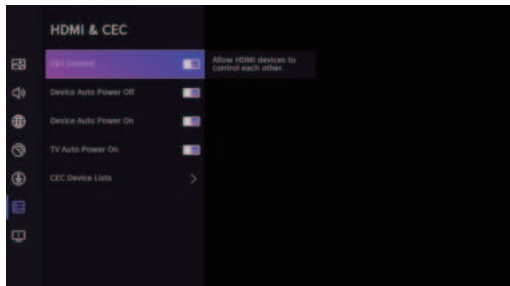 HDMI & CEC
CEC Control
Allow HDMI devices to
control each other.
Device Auto Power Off
Device Auto Power On
TV Auto Power On
CEC Device Lists